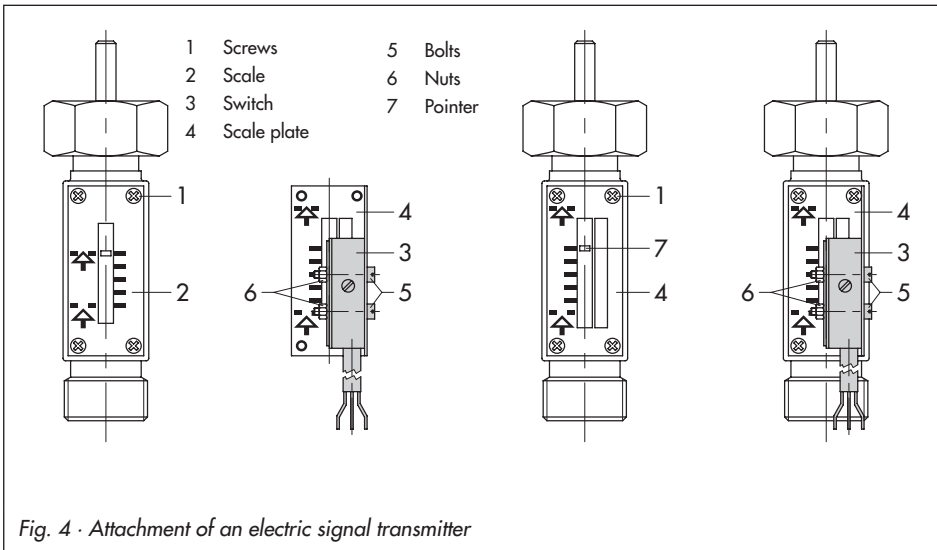 1 Screws
2 Scale
3 Switch
4 Scale plate
5 Bolts
6 Nuts
7 Pointer
1
2
4
3
6
5
1
7
4
4
3
6
5
Fig. 4 · Attachment of an electric signal transmitter